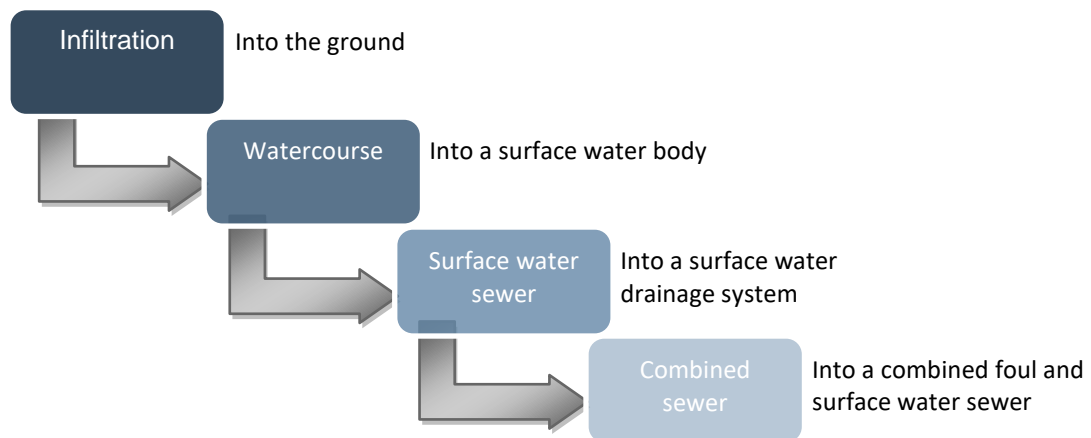 Infiltration
Into the ground
Watercourse
Into a surface water body
Surface water
sewer
Into a surface water
drainage system
Combined
sewer
Into a combined foul and
surface water sewer